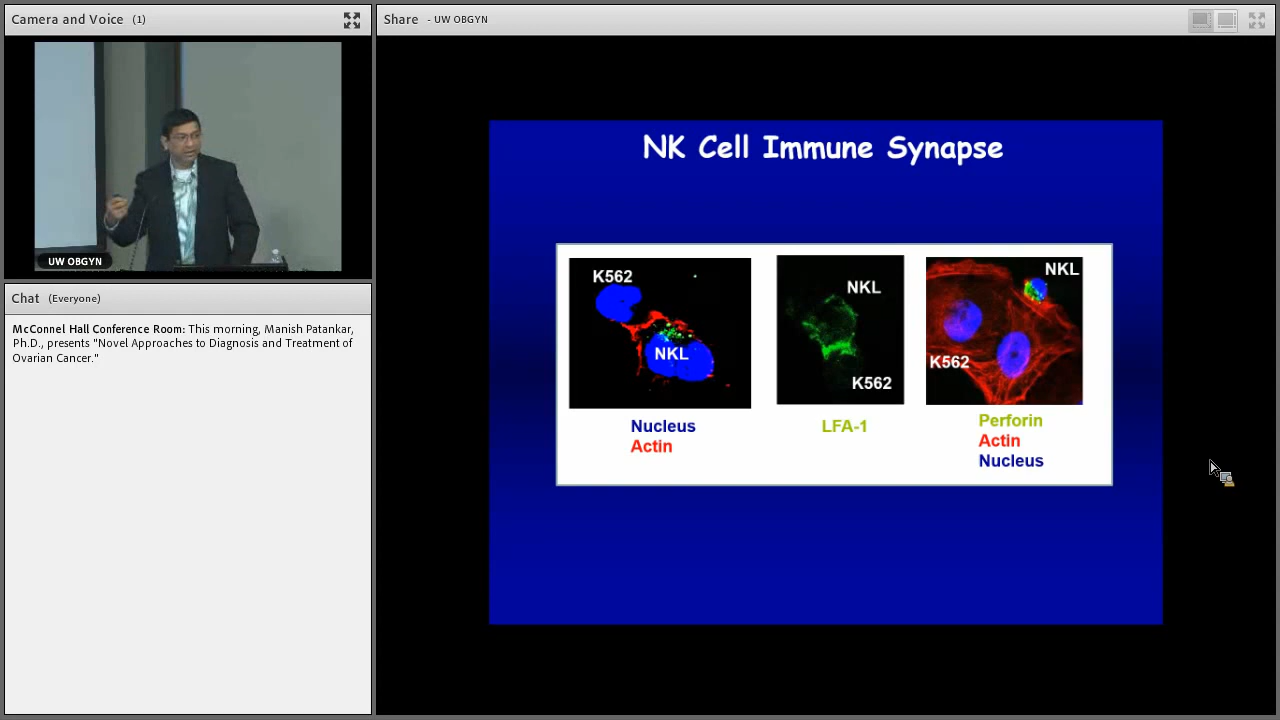 Camera and Voice (1)
UW OBGYN
Chat (Everyone)
McConnel Hall Conference Room: This morning, Manish Patankar,
Ph.D., presents "Novel Approaches to Diagnosis and Treatment of
Ovarian Cancer."
Share - UW OBGYN
NK Cell Immune Synapse
K562
NKL
Nucleus
Actin
NKL
K562
LFA-1
NKL
K562
Perforin
Actin
Nucleus